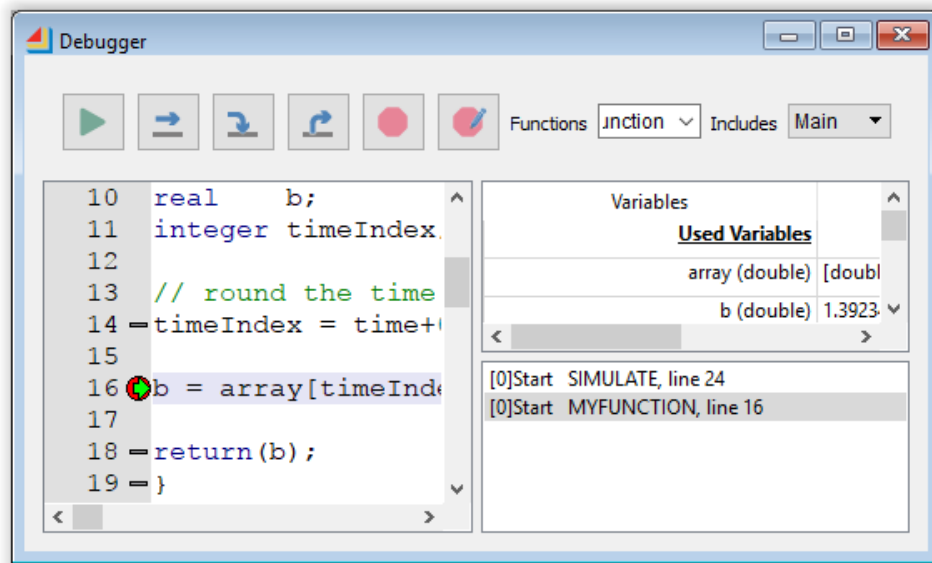 Debugger
Functions unction Includes Main
10 real b;
11 integer timeIndex
12
13 // round the time
14 timeIndex = time+
15
16 b = array[timeInde
17
18 return(b);
19 }
Variables
Used Variables
array (double) [doubl
b (double) 1.3923
[0]Start SIMULATE, line 24
[0]Start MYFUNCTION, line 16